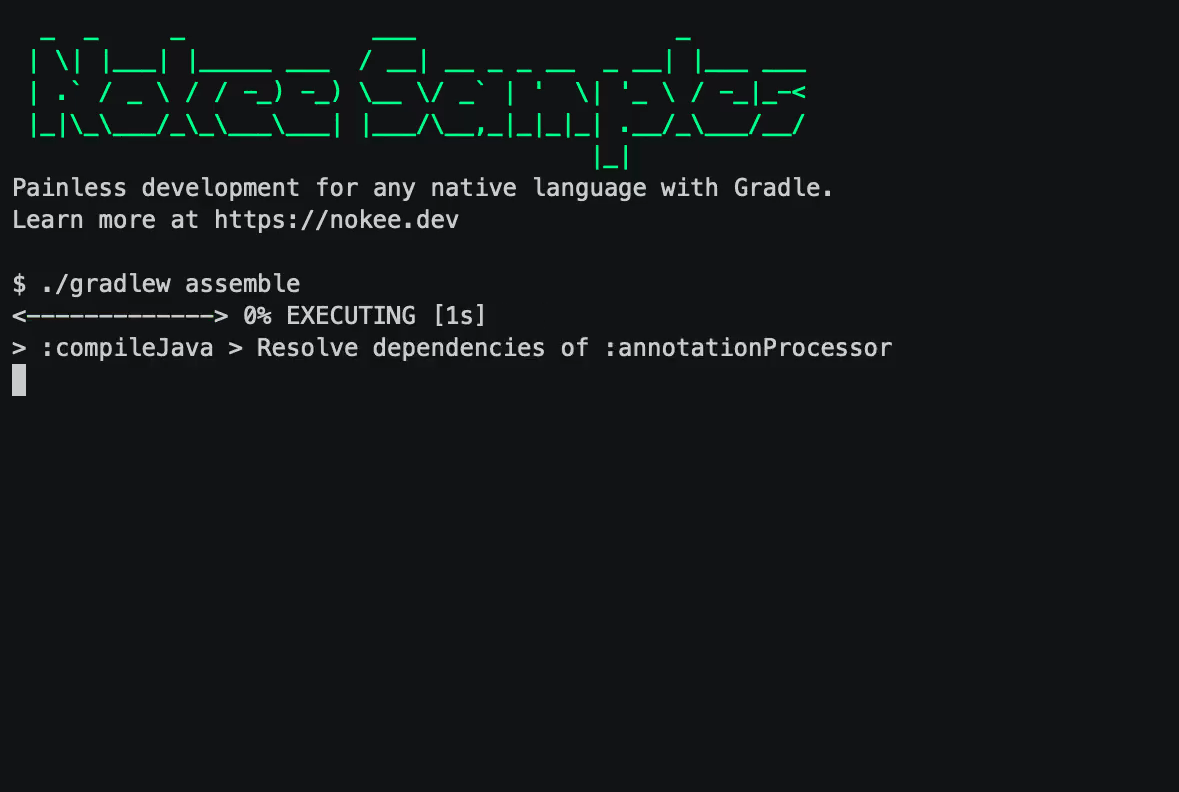 Nokee Samples
Painless development for any native language with Gradle.
Learn more at https://nokee.dev
$ ./gradlew assemble
<-------------> 0% EXECUTING [1s]
> :compileJava > Resolve dependencies of :annotationProcessor